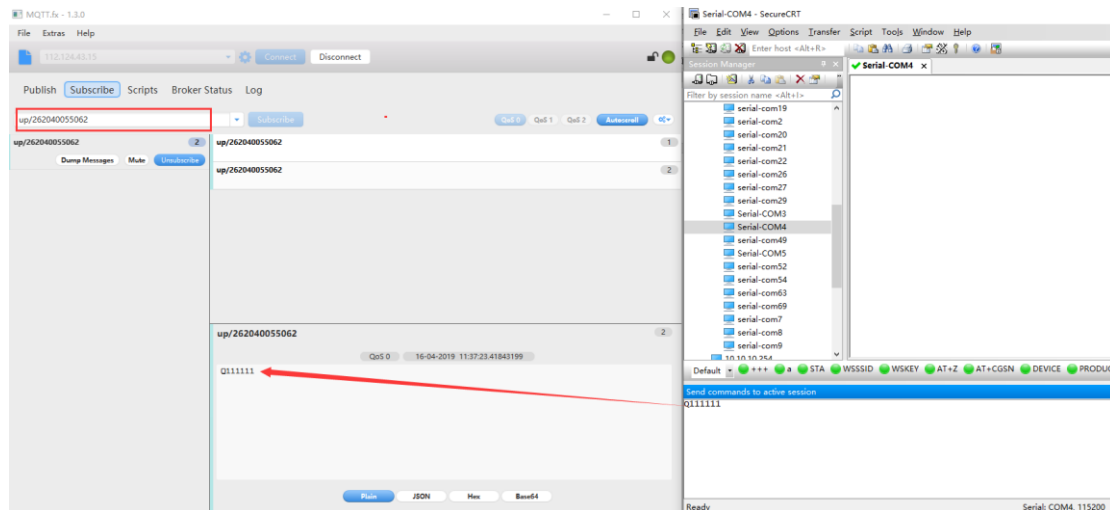 MQTT.fx - 1.3.0
File Extras Help
112.124.43.15 Connect Disconnect
Publish Subscribe Scripts Broker Status Log
up/262040055062 Subscribe QoS 0 QoS 1 QoS 2 Autoscroll
up/262040055062 2
Dump Messages Mute Unsubscribe
up/262040055062 1
up/262040055062 2
up/262040055062 2
QoS 0 16-04-2019 11:37:23.41843199
Q111111
Plain JSON Hex Base64
Serial-COM4 - SecureCRT
File Edit View Options Transfer Script Tools Window Help
Enter host <Alt+R>
Session Manager
Serial-COM4
Filter by session name <Alt+I>
serial-com19
serial-com2
serial-com20
serial-com21
serial-com22
serial-com26
serial-com27
serial-com29
Serial-COM3
Serial-COM4
serial-com49
Serial-COM5
serial-com52
serial-com54
serial-com63
serial-com69
serial-com7
serial-com8
serial-com9
10.10.10.254
Default +++ a STA WSSSID WSKEY AT+Z AT+CGSN DEVICE PRODUC
Send commands to active session
Q111111
Ready Serial: COM4, 115200